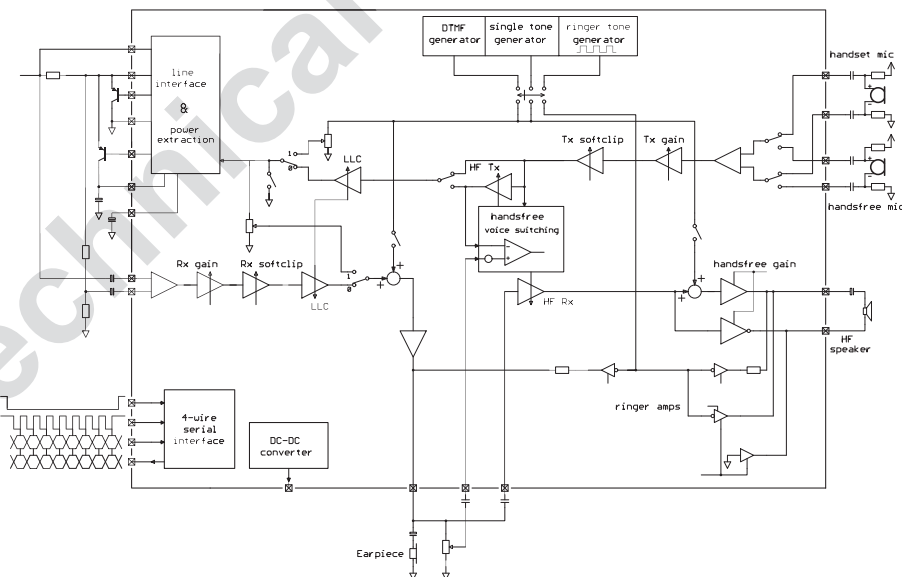 DTMF generator
single tone generator
ringer tone generator
handset mic
line interface & power extraction
Tx softclip
Tx gain
LLC
1
0
HF Tx
+
-
+
-
handsfree mic
handsfree voice switching
-
+
Rx gain
Rx softclip
1
0
+
+
LLC
HF Rx
+
+
handsfree gain
HF speaker
ringer amps
4-wire serial interface
DC-DC converter
Earpiece
Technical